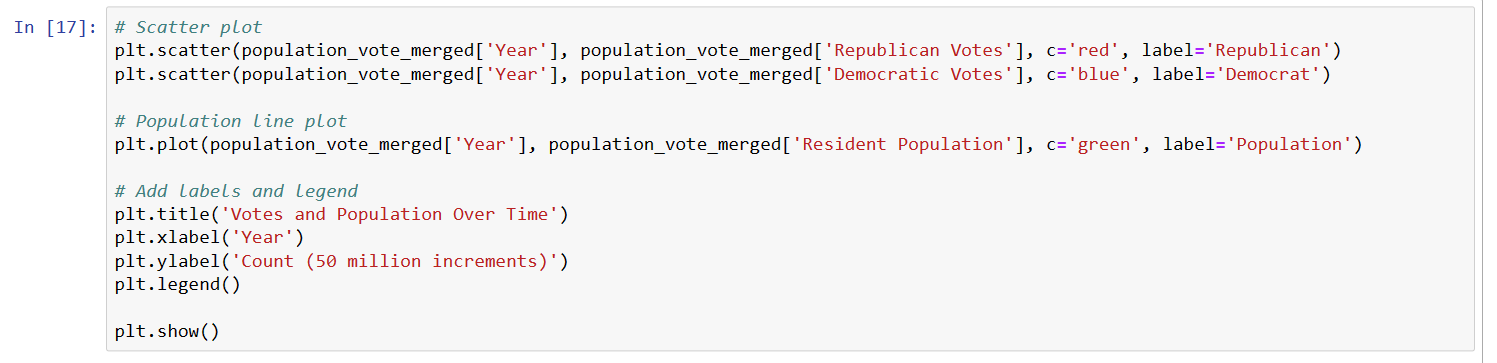 In [17]: # Scatter plot
plt.scatter(population_vote_merged['Year'], population_vote_merged['Republican Votes'], c='red', label='Republican')
plt.scatter(population_vote_merged['Year'], population_vote_merged['Democratic Votes'], c='blue', label='Democrat')
# Population line plot
plt.plot(population_vote_merged['Year'], population_vote_merged['Resident Population'], c='green', label='Population')
# Add labels and legend
plt.title('Votes and Population Over Time')
plt.xlabel('Year')
plt.ylabel('Count (50 million increments)')
plt.legend()
plt.show()